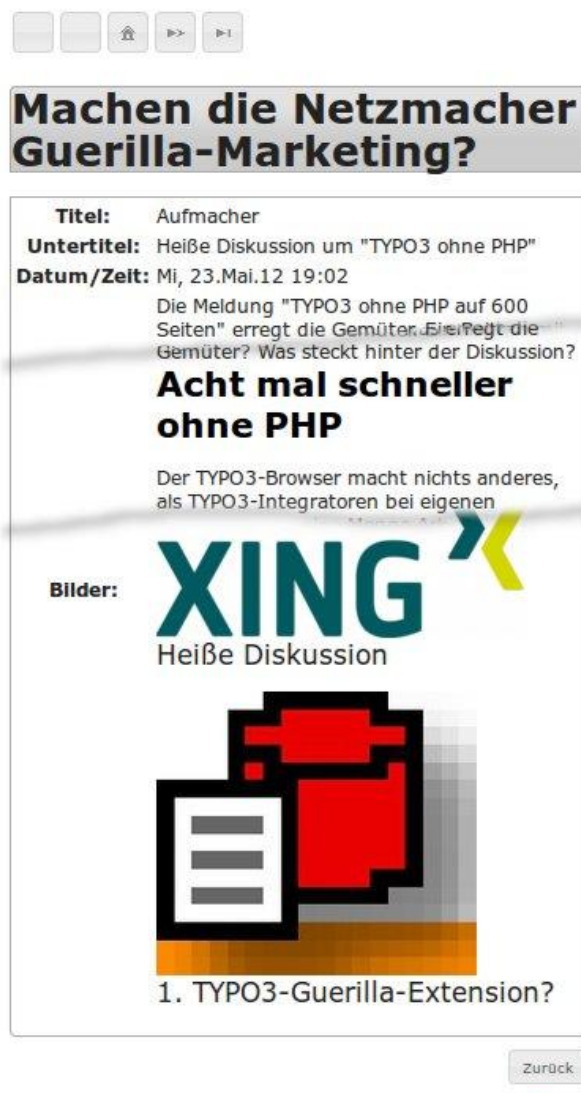 Machen die Netzmacher
Guerilla-Marketing?
Titel: Aufmacher
Untertitel: Heiße Diskussion um "TYPO3 ohne PHP"
Datum/Zeit: Mi, 23.Mai.12 19:02
Die Meldung "TYPO3 ohne PHP auf 600
Seiten" erregt die Gemüter. die
Gemüter? Was steckt hinter der Diskussion?
Acht mal schneller
ohne PHP
Der TYPO3-Browser macht nichts anderes,
als TYPO3-Integratoren bei eigenen
Bilder:
XING
Heiße Diskussion
1. TYPO3-Guerilla-Extension?
Zurück